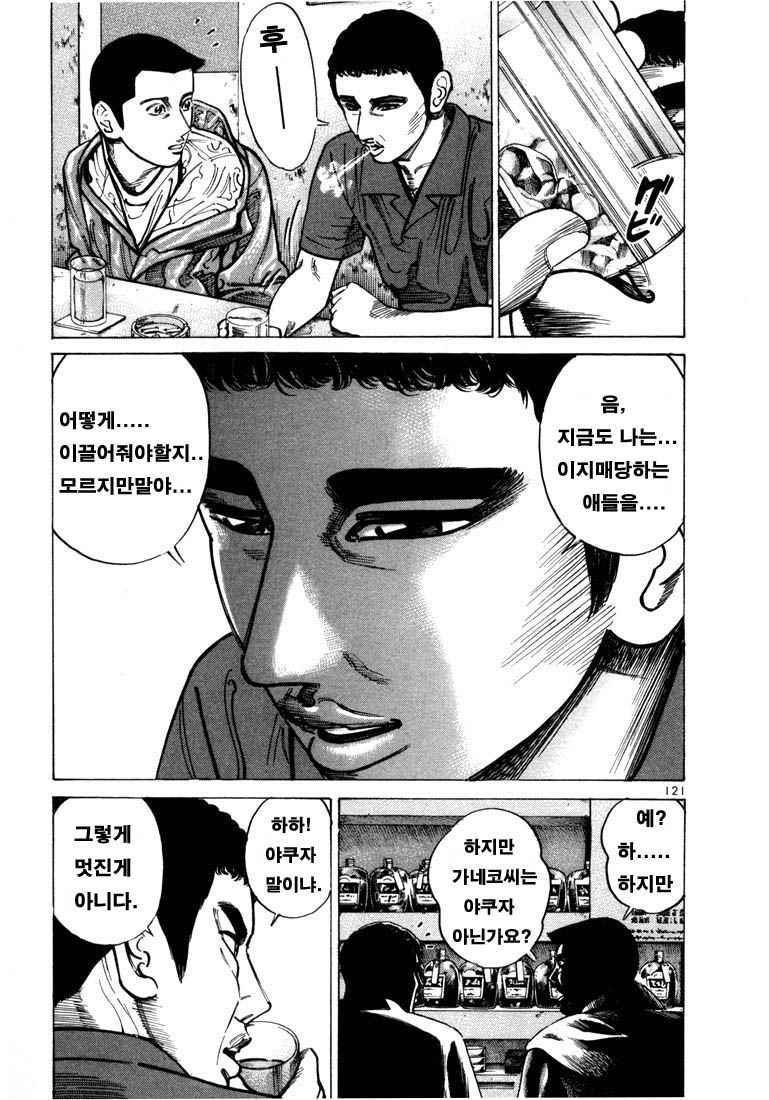 グビ
후ー
음,
지금도 나는...
이지매당하는
애들을....
어떻게.....
이끌어줘야할지..
모르지만말야...
121
예?
하.....
하지만
하지만
가네코씨는
야쿠자
아닌가요?
하하!
야쿠자
말이냐.
그렇게
멋진게
아니다.